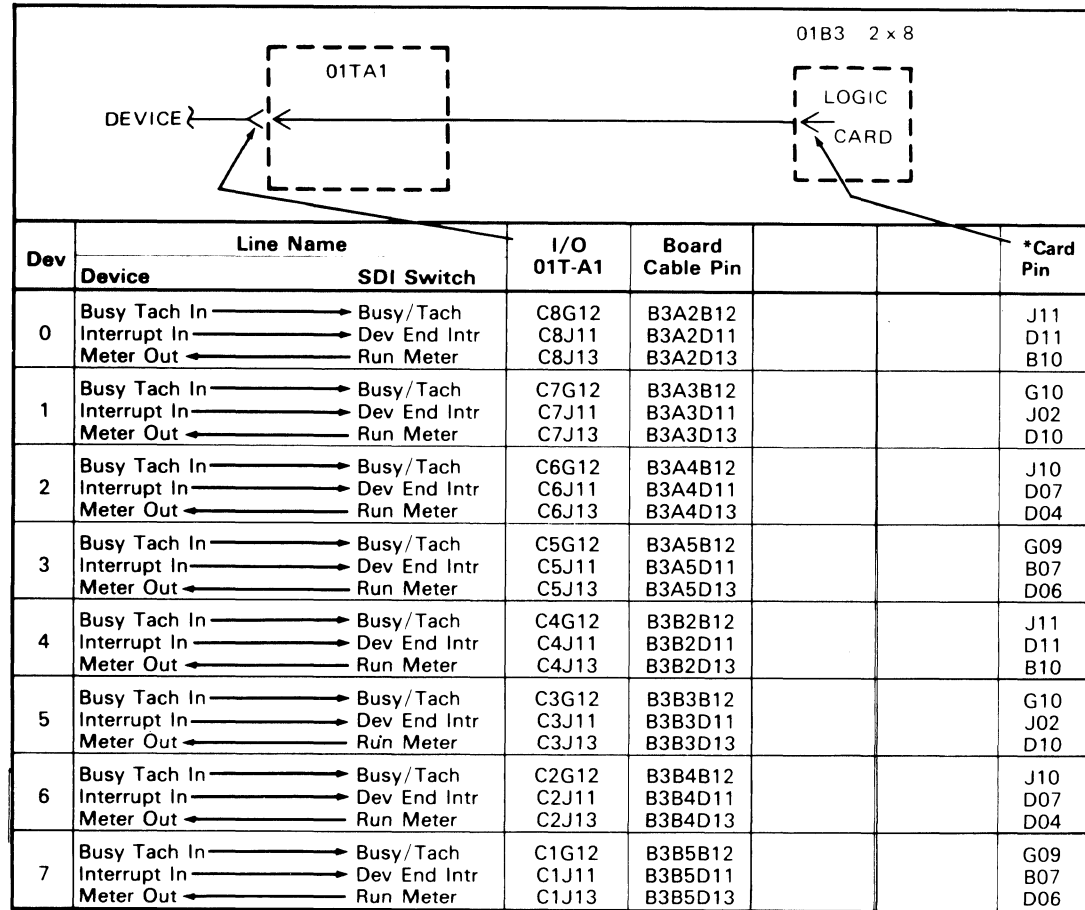 01B3 2 x 8
01TA1
LOGIC
DEVICE
CARD
Dev Line Name I/O 01T-A1 Board Cable Pin *Card Pin
Device SDI Switch
0 Busy Tach In Busy/Tach C8G12 B3A2B12 J11
Interrupt In Dev End Intr C8J11 B3A2D11 D11
Meter Out Run Meter C8J13 B3A2D13 B10
1 Busy Tach In Busy/Tach C7G12 B3A3B12 G10
Interrupt In Dev End Intr C7J11 B3A3D11 J02
Meter Out Run Meter C7J13 B3A3D13 D10
2 Busy Tach In Busy/Tach C6G12 B3A4B12 J10
Interrupt In Dev End Intr C6J11 B3A4D11 D07
Meter Out Run Meter C6J13 B3A4D13 D04
3 Busy Tach In Busy/Tach C5G12 B3A5B12 G09
Interrupt In Dev End Intr C5J11 B3A5D11 B07
Meter Out Run Meter C5J13 B3A5D13 D06
4 Busy Tach In Busy/Tach C4G12 B3B2B12 J11
Interrupt In Dev End Intr C4J11 B3B2D11 D11
Meter Out Run Meter C4J13 B3B2D13 B10
5 Busy Tach In Busy/Tach C3G12 B3B3B12 G10
Interrupt In Dev End Intr C3J11 B3B3D11 J02
Meter Out Run Meter C3J13 B3B3D13 D10
6 Busy Tach In Busy/Tach C2G12 B3B4B12 J10
Interrupt In Dev End Intr C2J11 B3B4D11 D07
Meter Out Run Meter C2J13 B3B4D13 D04
7 Busy Tach In Busy/Tach C1G12 B3B5B12 G09
Interrupt In Dev End Intr C1J11 B3B5D11 B07
Meter Out Run Meter C1J13 B3B5D13 D06